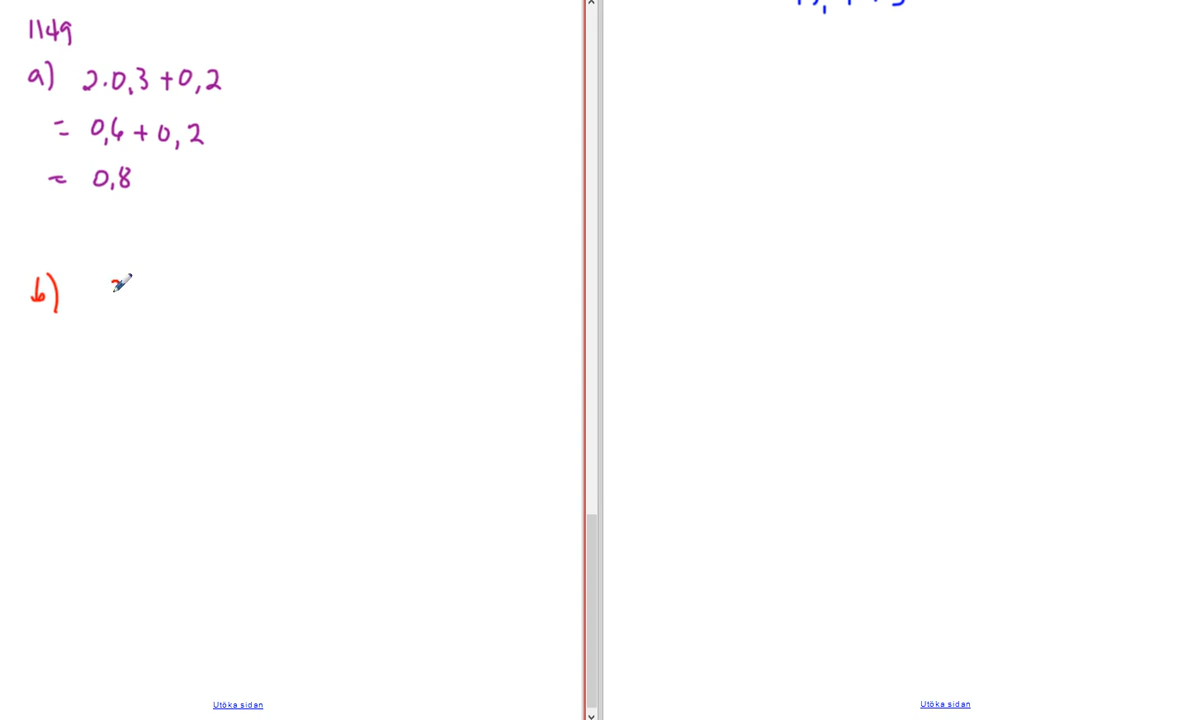 1149
a) 2·0,3 + 0,2
= 0,6 + 0,2
= 0,8
b)
Utöka sidan
Utöka sidan